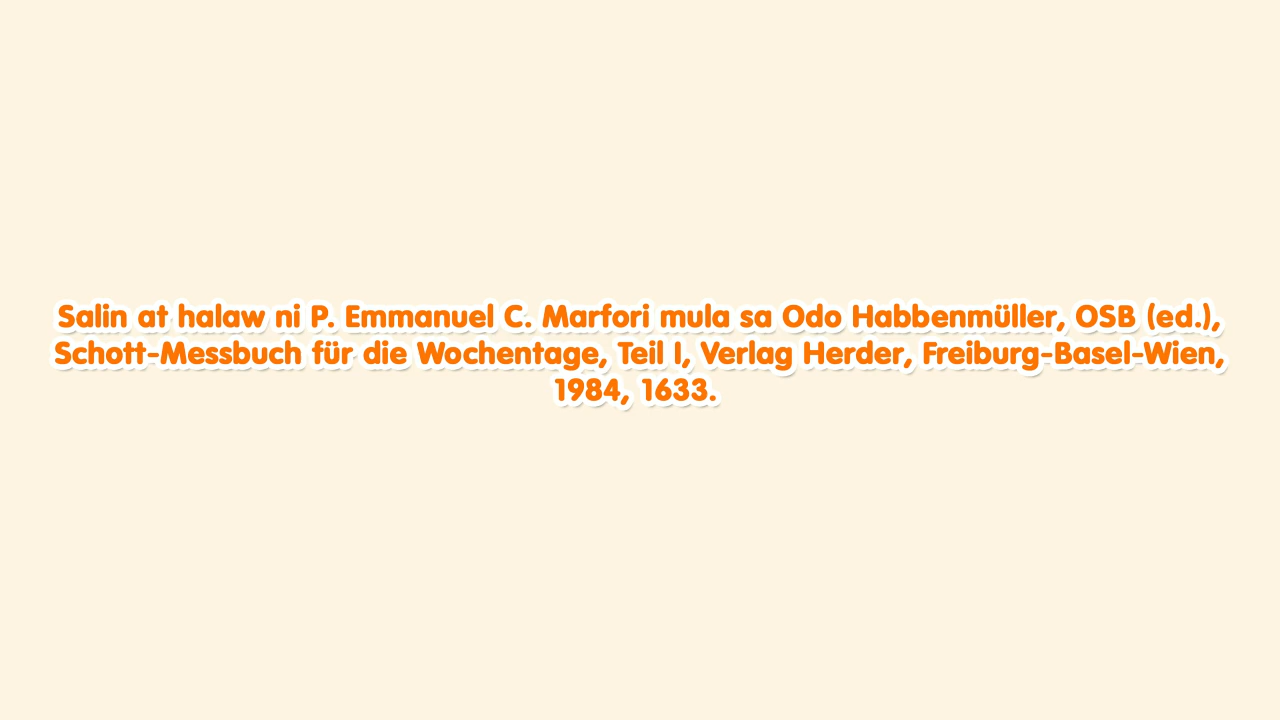 Salin at halaw ni P. Emmanuel C. Marfori mula sa Odo Habbenmüller, OSB (ed.),
Schott-Messbuch für die Wochentage, Teil I, Verlag Herder, Freiburg-Basel-Wien,
1984, 1633.